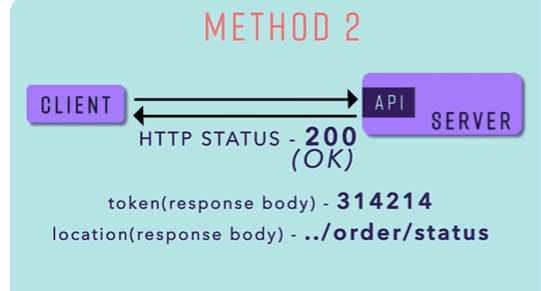 METHOD 2
CLIENT
API
SERVER
HTTP STATUS - 200
(OK)
token(response body) - 314214
location(response body) - ../order/status